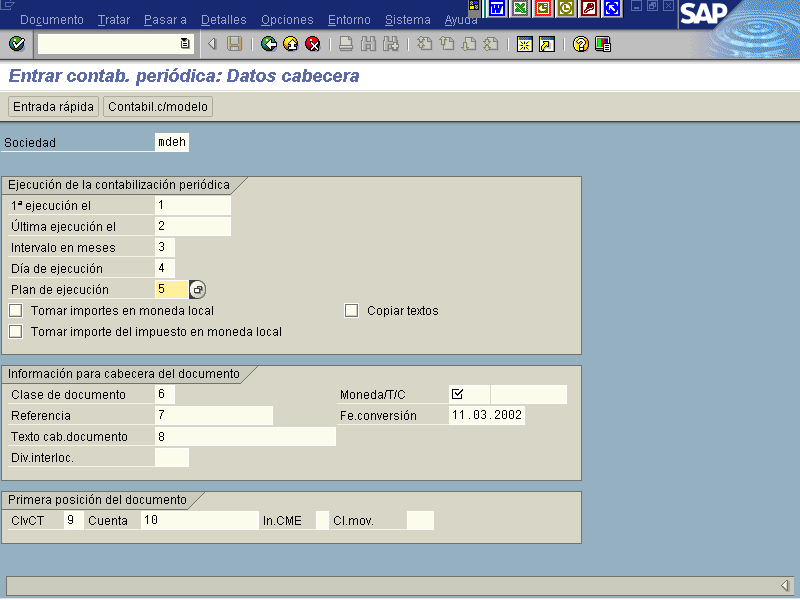 Documento Tratar Pasar a Detalles Opciones Entorno Sistema Ayuda
SAP
Entrar contab. periódica: Datos cabecera
Entrada rápida Contabil.c/modelo
Sociedad mdeh
Ejecución de la contabilización periódica
1ª ejecución el 1
Última ejecución el 2
Intervalo en meses 3
Día de ejecución 4
Plan de ejecución 5
Tomar importes en moneda local Copiar textos
Tomar importe del impuesto en moneda local
Información para cabecera del documento
Clase de documento 6 Moneda/T/C
Referencia 7 Fe.conversión 11.03.2002
Texto cab.documento 8
Div.interloc.
Primera posición del documento
ClvCT 9 Cuenta 10 In.CME Cl.mov.